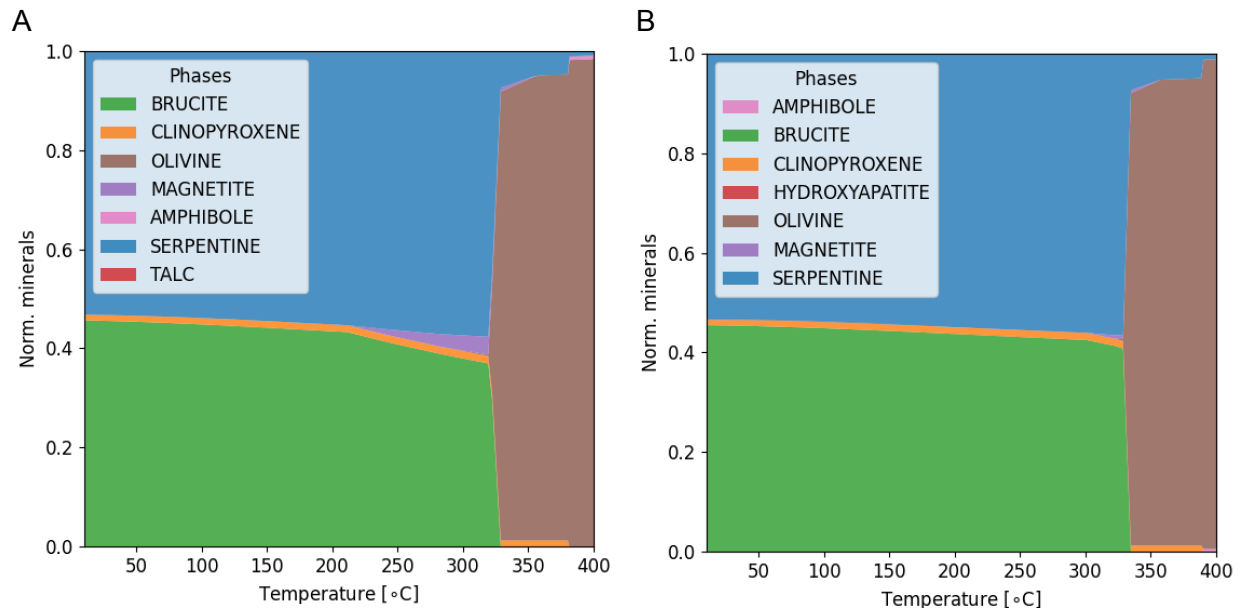 A
1.0
0.8
0.6
0.4
0.2
0.0
Norm. minerals
Phases
BRUCITE
CLINOPYROXENE
OLIVINE
MAGNETITE
AMPHIBOLE
SERPENTINE
TALC
50 100 150 200 250 300 350 400
Temperature [∘C]
B
1.0
0.8
0.6
0.4
0.2
0.0
Norm. minerals
Phases
AMPHIBOLE
BRUCITE
CLINOPYROXENE
HYDROXYAPATITE
OLIVINE
MAGNETITE
SERPENTINE
50 100 150 200 250 300 350 400
Temperature [∘C]